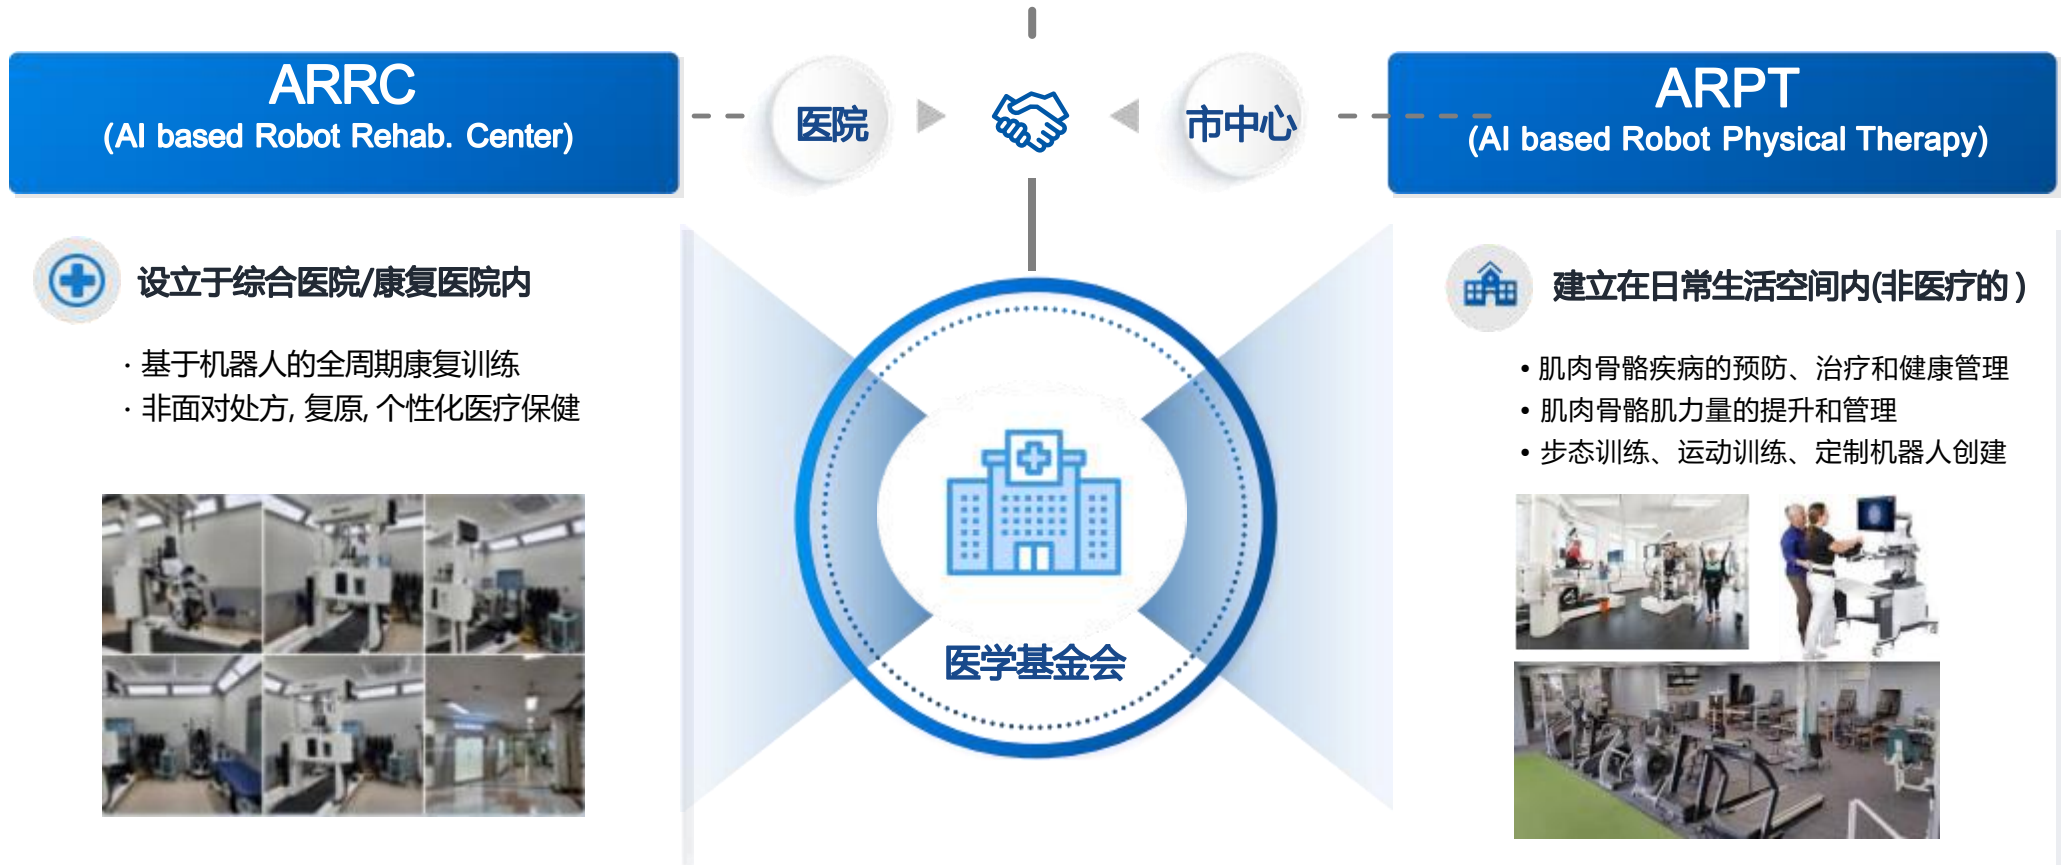 ARRC
(AI based Robot Rehab. Center)
医院
市中心
ARPT
(AI based Robot Physical Therapy)
设立于综合医院/康复医院内
· 基于机器人的全周期康复训练
· 非面对处方, 复原, 个性化医疗保健
建立在日常生活空间内(非医疗的 )
• 肌肉骨骼疾病的预防、治疗和健康管理
• 肌肉骨骼肌力量的提升和管理
• 步态训练、运动训练、定制机器人创建
医学基金会